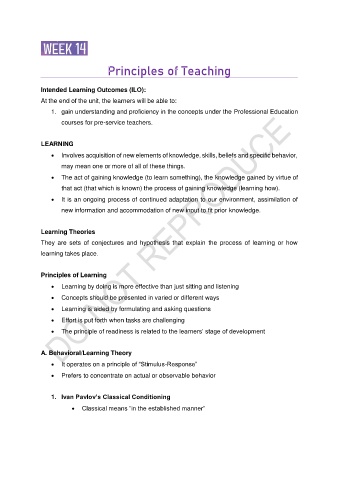 WEEK 14
Principles of Teaching
Intended Learning Outcomes (ILO):
At the end of the unit, the learners will be able to:
1. gain understanding and proficiency in the concepts under the Professional Education
courses for pre-service teachers.
LEARNING
• Involves acquisition of new elements of knowledge, skills, beliefs and specific behavior,
may mean one or more of all of these things.
• The act of gaining knowledge (to learn something), the knowledge gained by virtue of
that act (that which is known) the process of gaining knowledge (learning how).
• It is an ongoing process of continued adaptation to our environment, assimilation of
new information and accommodation of new input to fit prior knowledge.
Learning Theories
They are sets of conjectures and hypothesis that explain the process of learning or how
learning takes place.
Principles of Learning
• Learning by doing is more effective than just sitting and listening
• Concepts should be presented in varied or different ways
• Learning is aided by formulating and asking questions
• Effort is put forth when tasks are challenging
• The principle of readiness is related to the learners' stage of development
A. Behavioral Learning Theory
• It operates on a principle of "Stimulus-Response"
• Prefers to concentrate on actual or observable behavior
1. Ivan Pavlov's Classical Conditioning
• Classical means "in the established manner"
DO NOT REPRODUCE